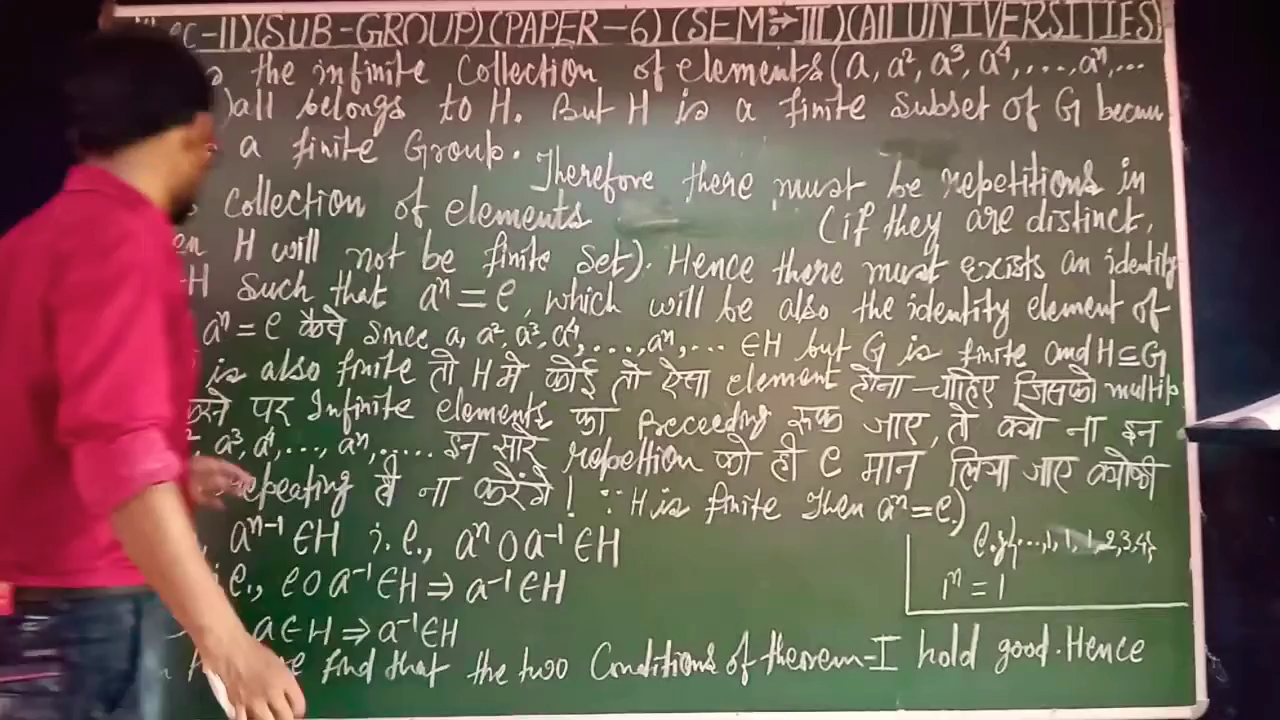 ec-11)(SUB-GROUP)(PAPER-6)(SEM:→III)(All UNIVERSITIES)
the infinite Collection of elements (a, a², a³, a⁴, ...., aⁿ, ...
) all belongs to H. But H is a finite subset of G becau
a finite Group. Therefore there must be repetitions in
collection of elements (if they are distinct,
en H will not be finite set). Hence there must exists an identity
H Such that aⁿ = e, which will be also the identity element of
aⁿ = e कैसे Snce a, a², a³, a⁴, ...., aⁿ, ... ∈H but G is finite and H⊆G
is also finite तो H मे कोई तो ऐसा element होना चाहिए जिसको multip
करने पर Infinite elements का Preceeding रूक जाए, तो क्यो ना इन
², a³, a⁴, ..., aⁿ, .... इन सारे repettion को ही e मान लिया जाए क्योकी
repeating ही ना करेंगे! ∵ H is finite then aⁿ = e.)
aⁿ⁻¹ ∈H i.e., aⁿ o a⁻¹ ∈H
i.e., e o a⁻¹ ∈H ⇒ a⁻¹ ∈H
a∈H ⇒ a⁻¹∈H
e.g{...,1, 1, 1, 2, 3, 4}
1ⁿ = 1
find that the two Conditions of theorem-I hold good. Hence